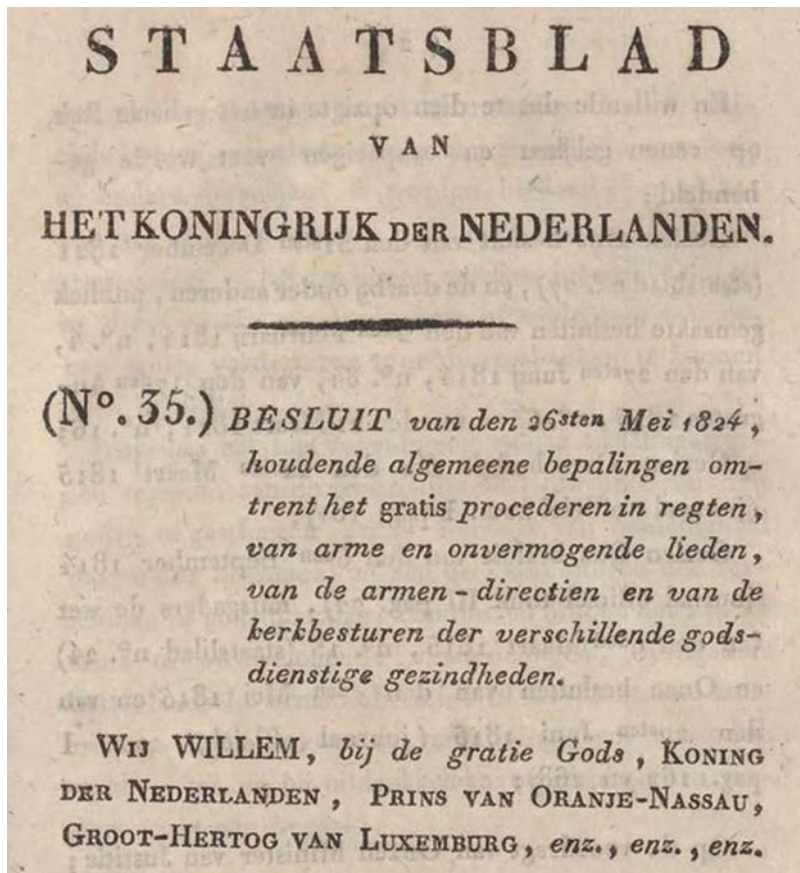 STAATSBLAD
VAN
HET KONINGRIJK DER NEDERLANDEN.
(Nº. 35.) BESLUIT van den 26sten Mei 1824,
houdende algemeene bepalingen om-
trent het gratis procederen in regten,
van arme en onvermogende lieden,
van de armen-directien en van de
kerkbesturen der verschillende gods-
dienstige gezindheden.
WIJ WILLEM, bij de gratie Gods, KONING
DER NEDERLANDEN, PRINS VAN ORANJE-NASSAU,
GROOT-HERTOG VAN LUXEMBURG, enz., enz., enz.